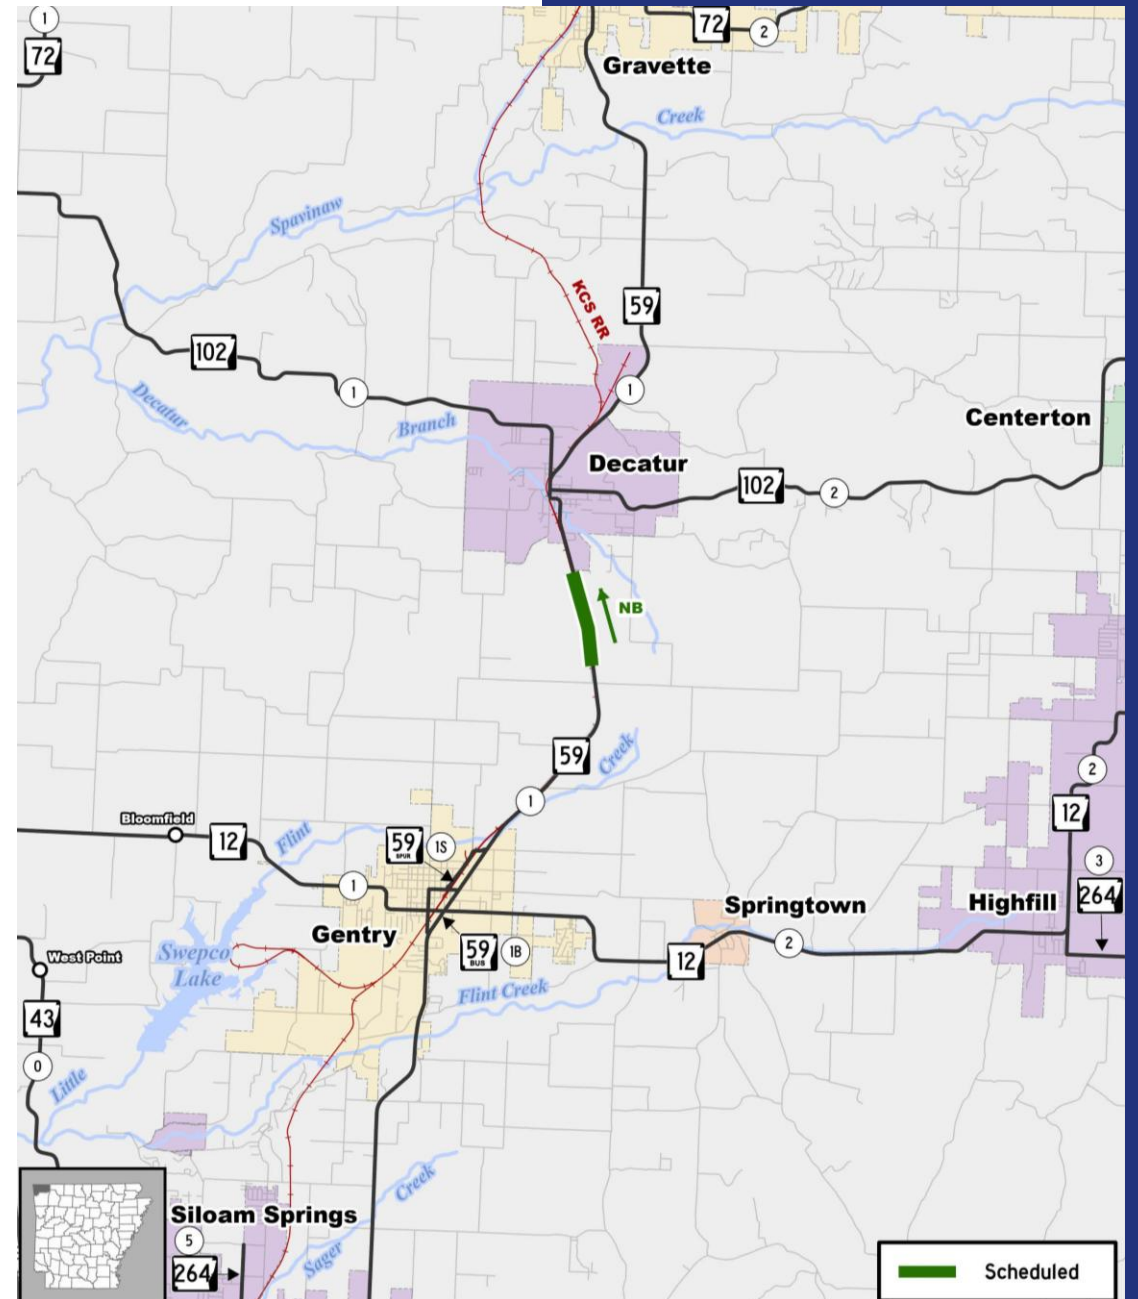 1
72
72
2
Gravette
Creek
Spavinaw
KCS RR
59
102
1
1
Decatur
Branch
Centerton
Decatur
102
2
NB
59
Creek
1
2
12
Bloomfield
12
Flint
59
SPUR
1S
3
264
1
Gentry
Springtown
Highfill
59
BUS
1B
2
12
West Point
Swepco
Lake
Flint Creek
43
0
Little
Creek
Siloam Springs
5
264
Sager
Scheduled